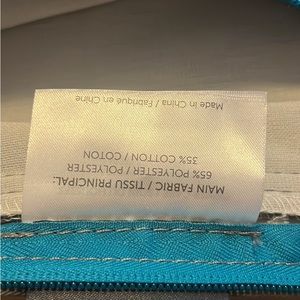 MAIN FABRIC / TISSU PRINCIPAL:
65% POLYESTER / POLYESTER
35% COTTON / COTON
Made in China / Fabriqué en Chine